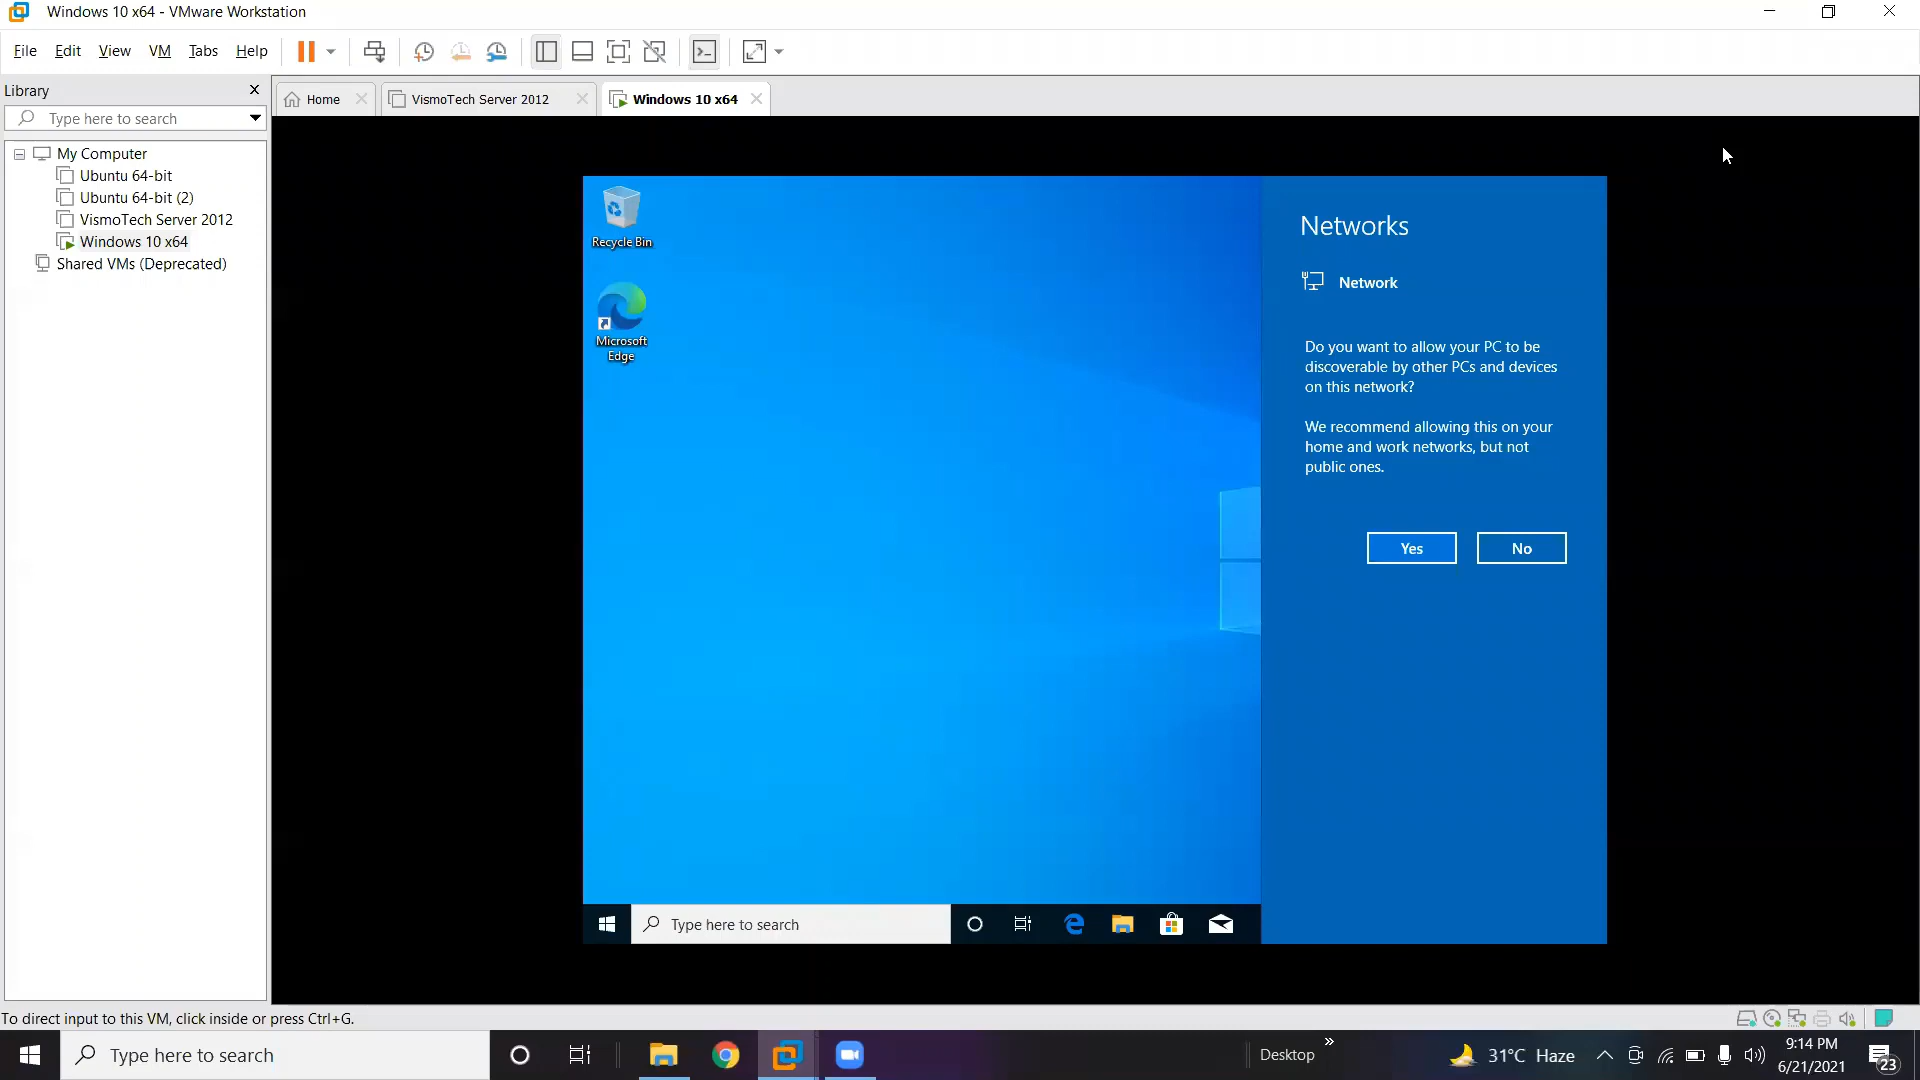 Windows 10 x64 - VMware Workstation
File Edit View VM Tabs Help
Library
Home
VismoTech Server 2012
Windows 10 x64
Type here to search
My Computer
Ubuntu 64-bit
Ubuntu 64-bit (2)
VismoTech Server 2012
Windows 10 x64
Shared VMs (Deprecated)
Recycle Bin
Microsoft
Edge
Networks
Network
Do you want to allow your PC to be
discoverable by other PCs and devices
on this network?
We recommend allowing this on your
home and work networks, but not
public ones.
Yes
No
Type here to search
To direct input to this VM, click inside or press Ctrl+G.
Type here to search
Desktop
31°C Haze
9:14 PM
6/21/2021
23